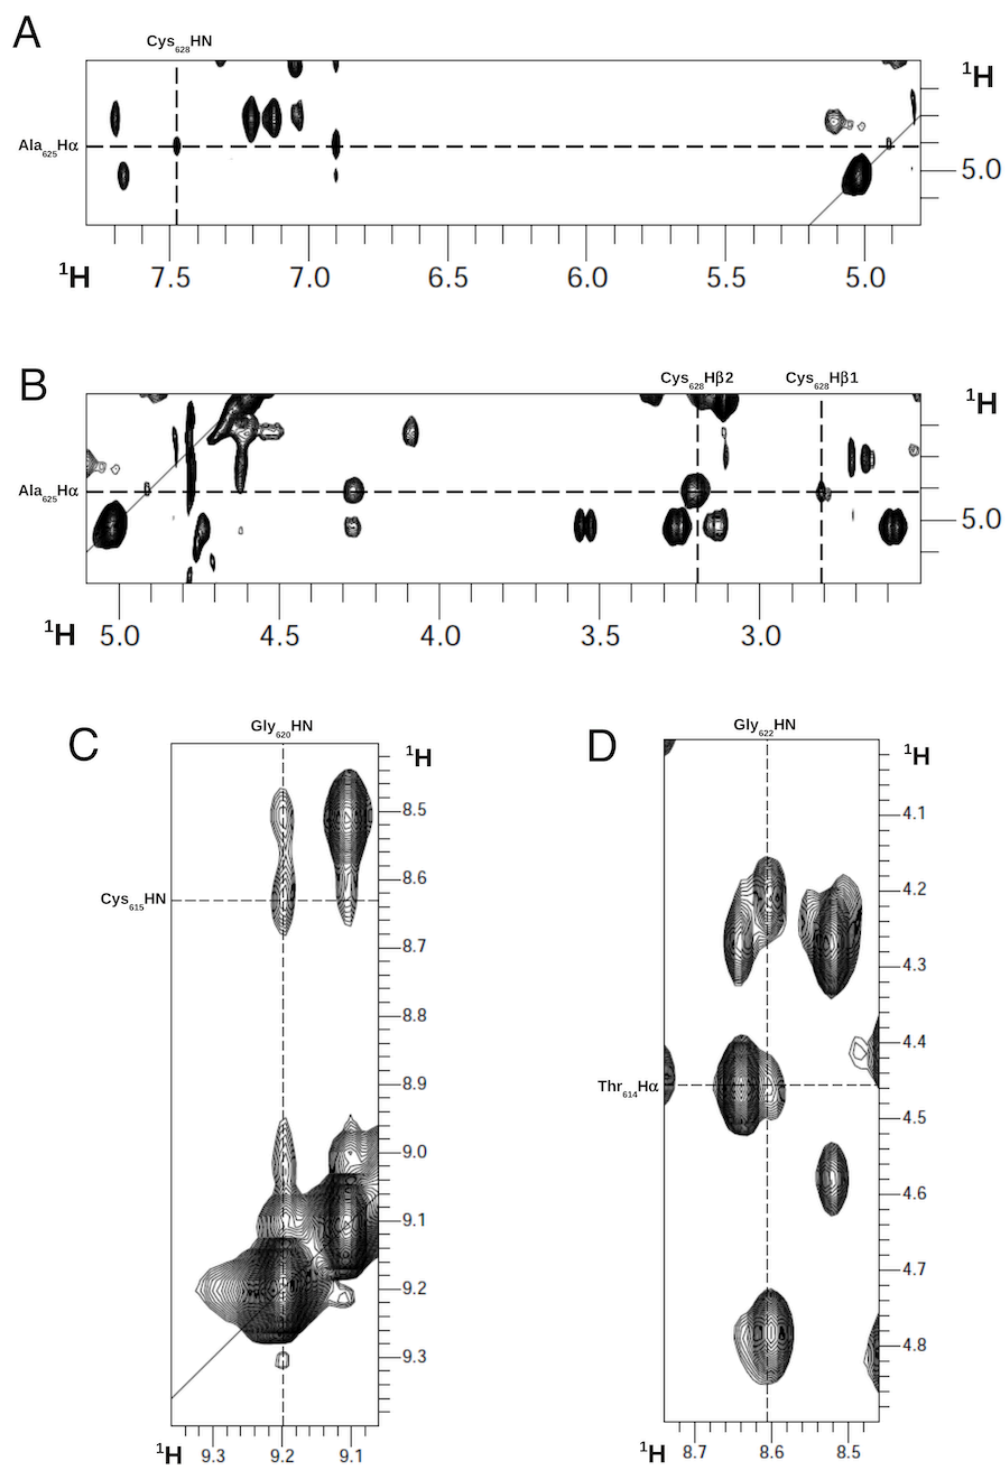 A
Cys628HN
1H
Ala625Hα
5.0
1H 7.5 7.0 6.5 6.0 5.5 5.0
B
Cys628Hβ2 Cys628Hβ1
1H
Ala625Hα
5.0
1H 5.0 4.5 4.0 3.5 3.0
C
Gly620HN
1H
8.5
8.6
Cys615HN
8.7
8.8
8.9
9.0
9.1
9.2
9.3
1H 9.3 9.2 9.1
D
Gly622HN
1H
4.1
4.2
4.3
4.4
Thr614Hα
4.5
4.6
4.7
4.8
1H 8.7 8.6 8.5